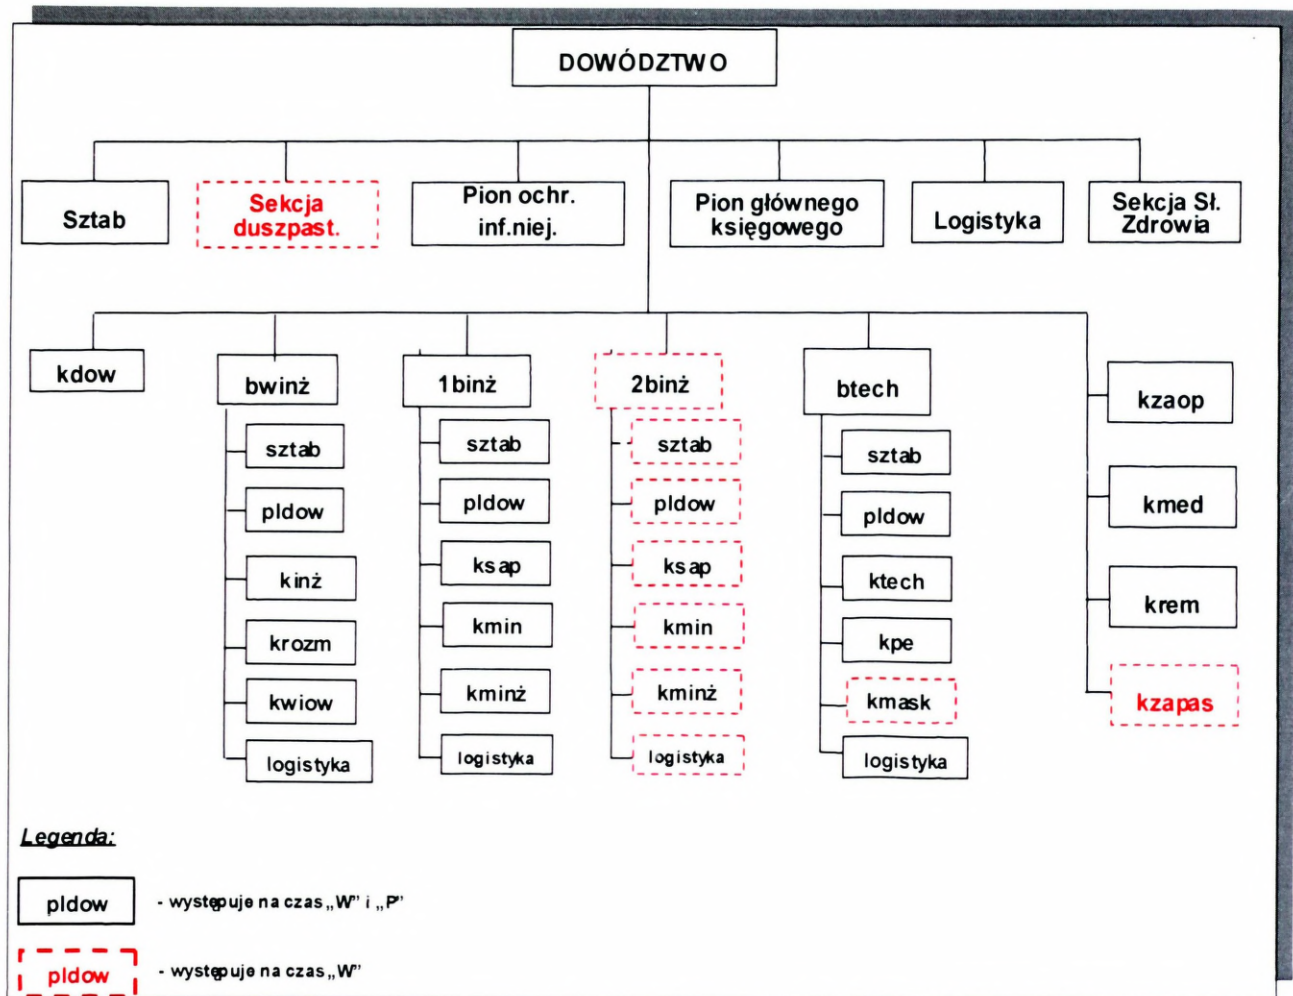 DOWÓDZTWO
Sztab
Sekcja
duszpast.
Pion ochr.
inf.niej.
Pion głównego
księgowego
Logistyka
Sekcja Sł.
Zdrowia
kdow
bwinż
sztab
pldow
kinż
krozm
kwiow
logistyka
1binż
sztab
pldow
ksap
kmin
kminż
logistyka
2binż
sztab
pldow
ksap
kmin
kminż
logistyka
btech
sztab
pldow
ktech
kpe
kmask
logistyka
kzaop
kmed
krem
kzapas
Legenda:
pldow - występuje na czas „W” i „P”
pldow - występuje na czas „W”